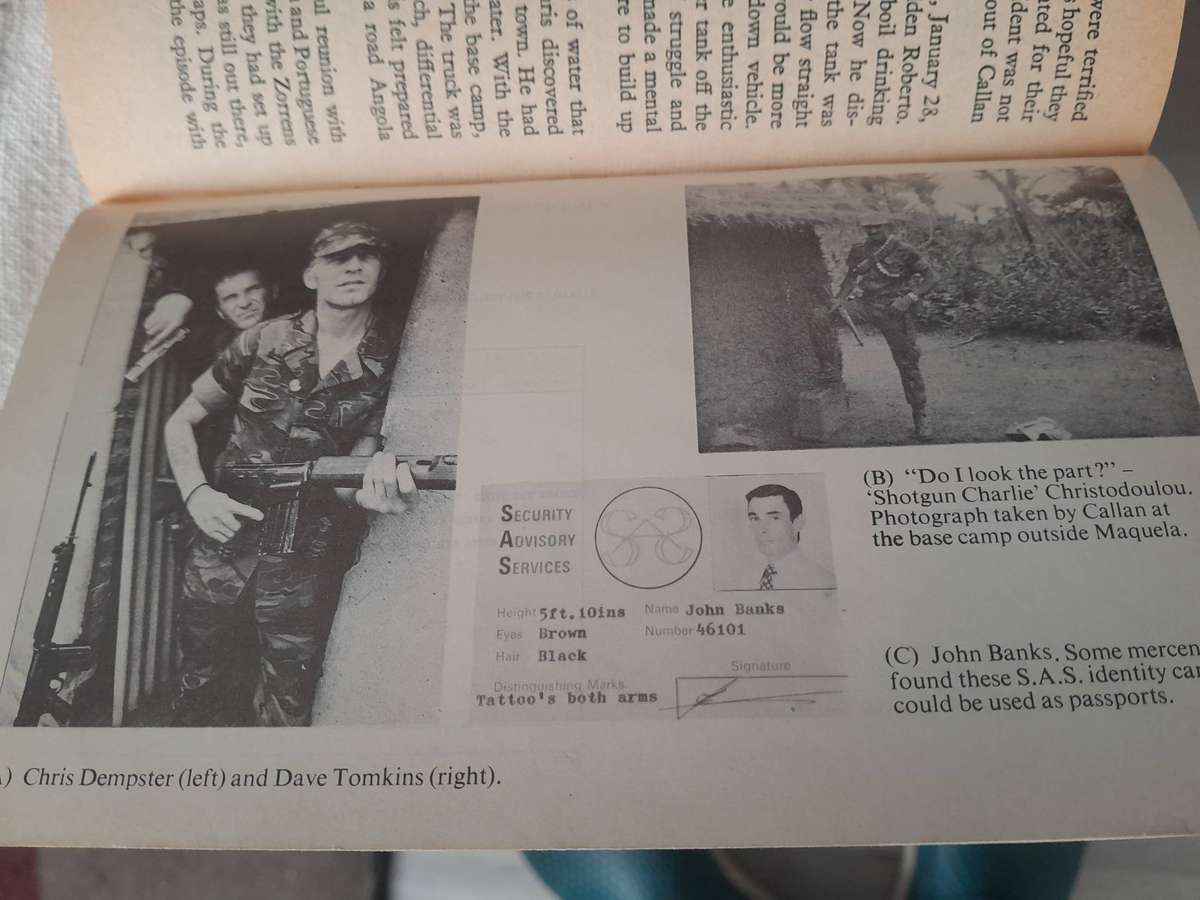 were terrified
s hopeful they
ated for their
ident was not
out of Callan
, January 28,
lden Roberto.
boil drinking
Now he dis-
the tank was
flow straight
would be more
down vehicle.
e enthusiastic
r tank off the
struggle and
made a mental
re to build up
s of water that
ris discovered
town. He had
ater. With the
the base camp,
The truck was
ch, differential
s felt prepared
a road Angola
ul reunion with
and Portuguese
with the Zorrens
they had set up
as still out there,
aps. During the
the episode with
(B) “Do I look the part?” –
‘Shotgun Charlie’ Christodoulou.
Photograph taken by Callan at
the base camp outside Maquela.
SECURITY
ADVISORY
SERVICES
SAS
Height 5ft.10ins Name John Banks
Eyes Brown Number 46101
Hair Black
Signature
Distinguishing Marks
Tattoo's both arms
(C) John Banks. Some mercen
found these S.A.S. identity car
could be used as passports.
) Chris Dempster (left) and Dave Tomkins (right).